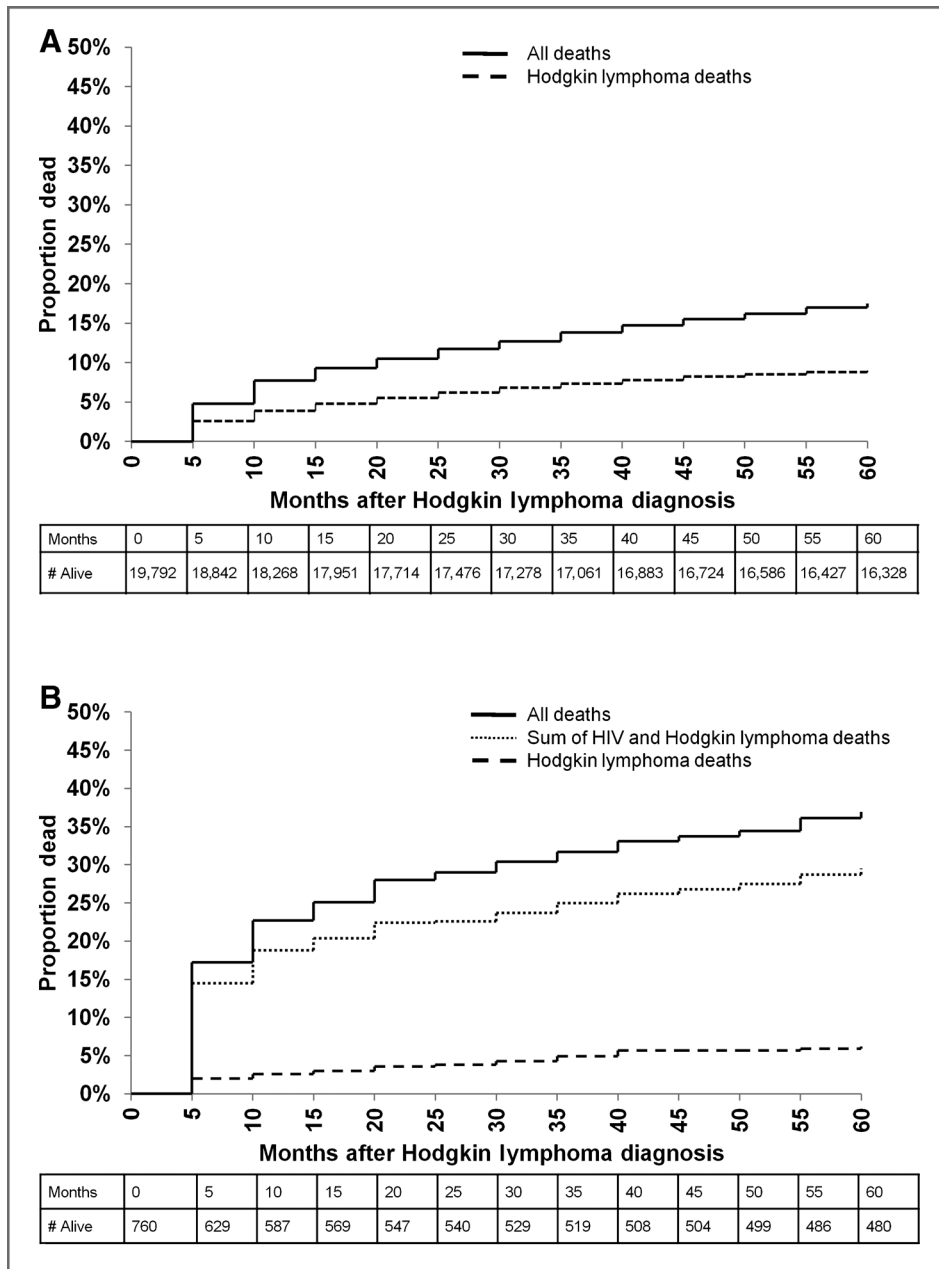 A
50%
All deaths
Hodgkin lymphoma deaths
45%
40%
35%
30%
25%
20%
15%
10%
5%
0%
Proportion dead
0 5 10 15 20 25 30 35 40 45 50 55 60
Months after Hodgkin lymphoma diagnosis
Months 0 5 10 15 20 25 30 35 40 45 50 55 60
# Alive 19,792 18,842 18,268 17,951 17,714 17,476 17,278 17,061 16,883 16,724 16,586 16,427 16,328
B
50%
All deaths
Sum of HIV and Hodgkin lymphoma deaths
Hodgkin lymphoma deaths
45%
40%
35%
30%
25%
20%
15%
10%
5%
0%
Proportion dead
0 5 10 15 20 25 30 35 40 45 50 55 60
Months after Hodgkin lymphoma diagnosis
Months 0 5 10 15 20 25 30 35 40 45 50 55 60
# Alive 760 629 587 569 547 540 529 519 508 504 499 486 480